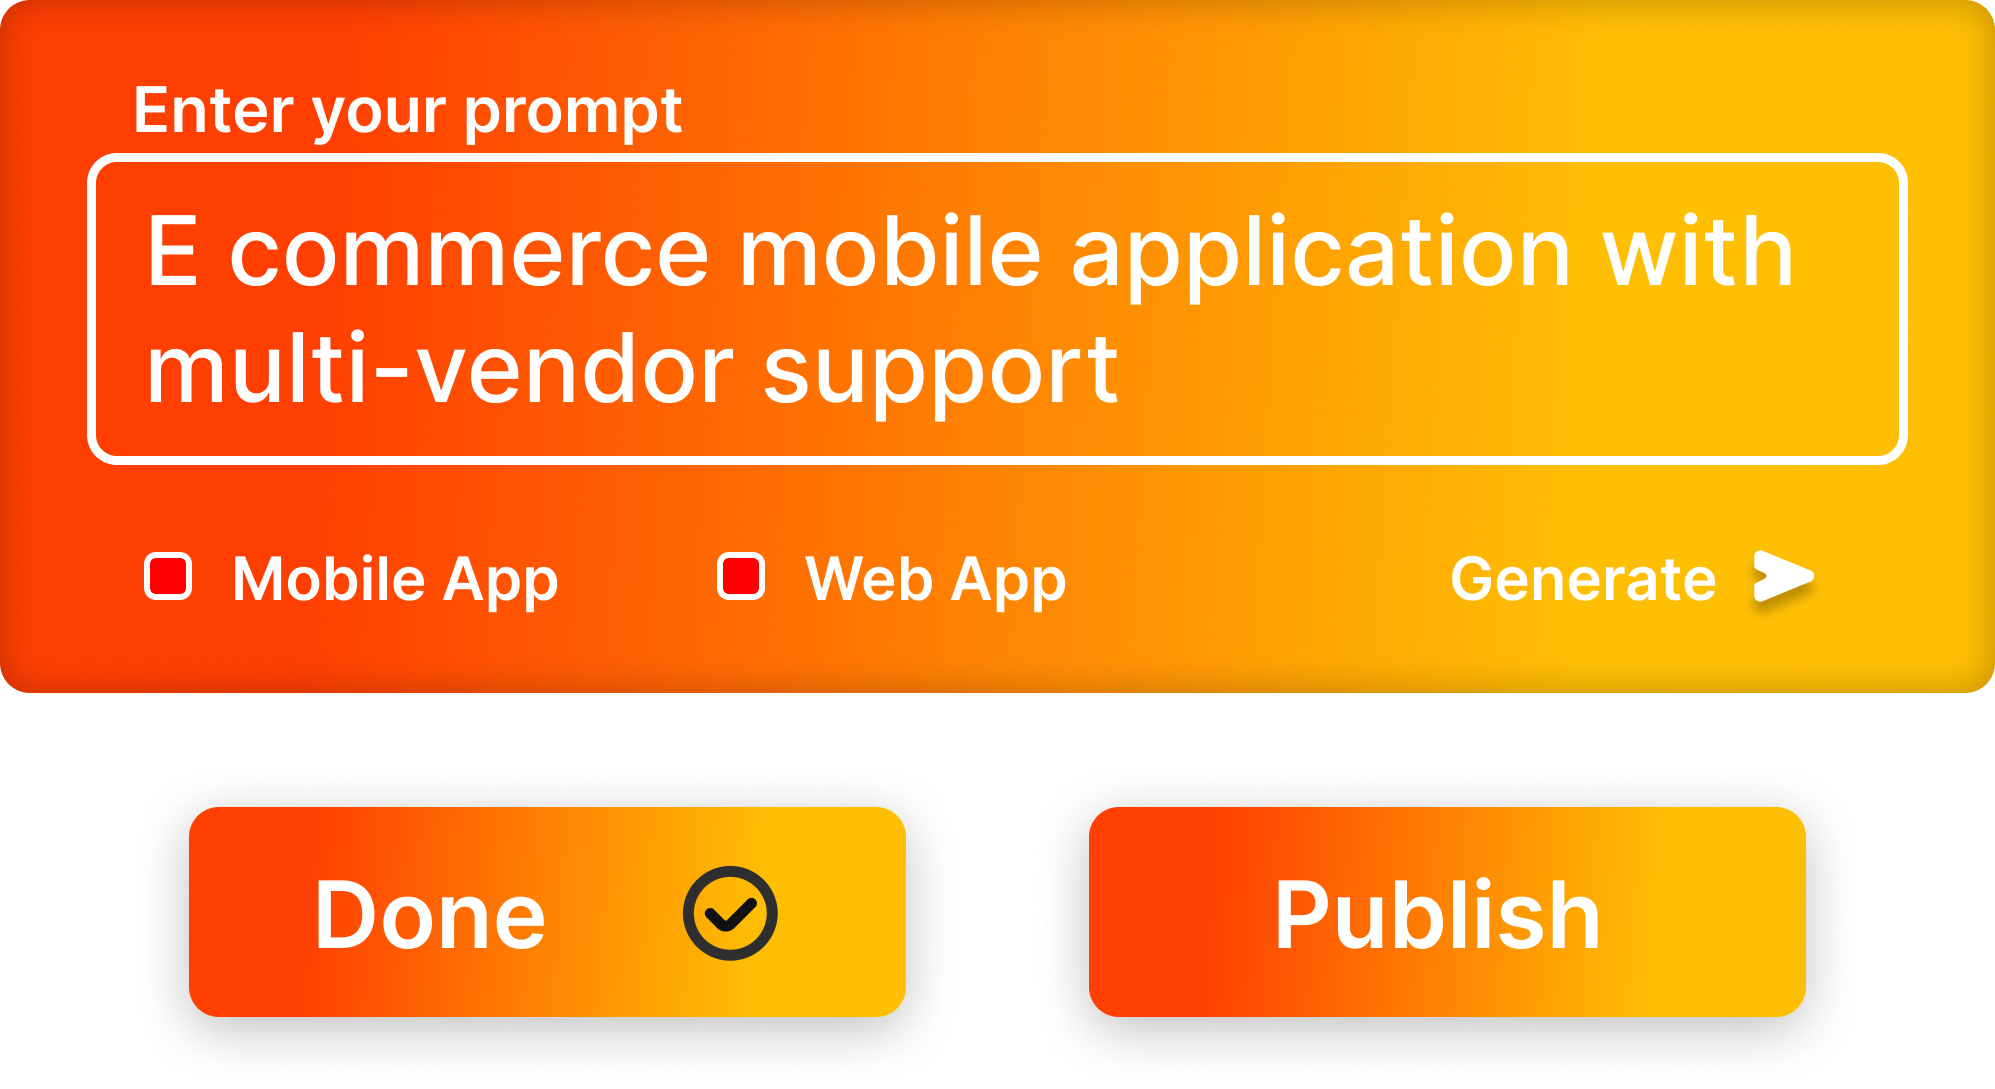 Enter your prompt
E commerce mobile application with
multi-vendor support
Mobile App
Web App
Generate
Done
Publish